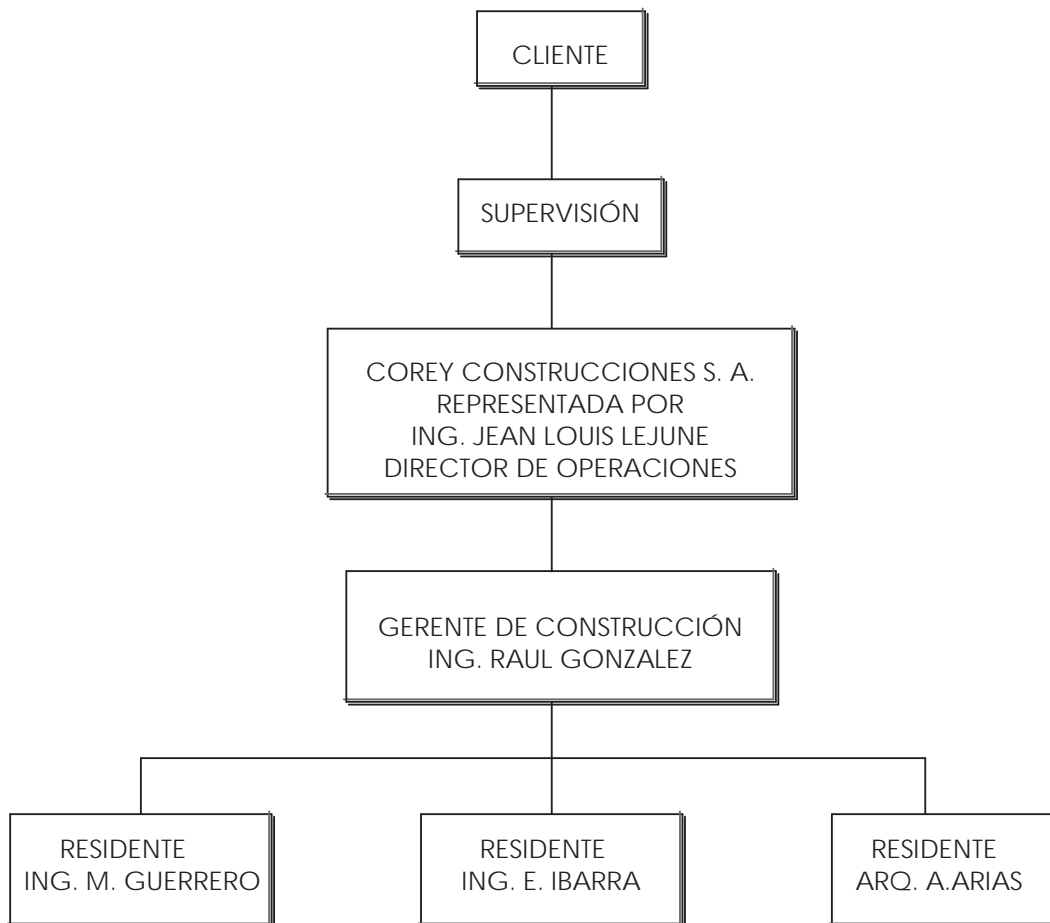 CLIENTE
SUPERVISIÓN
COREY CONSTRUCCIONES S. A.
REPRESENTADA POR
ING. JEAN LOUIS LEJUNE
DIRECTOR DE OPERACIONES
GERENTE DE CONSTRUCCIÓN
ING. RAUL GONZALEZ
RESIDENTE
ING. M. GUERRERO
RESIDENTE
ING. E. IBARRA
RESIDENTE
ARQ. A.ARIAS